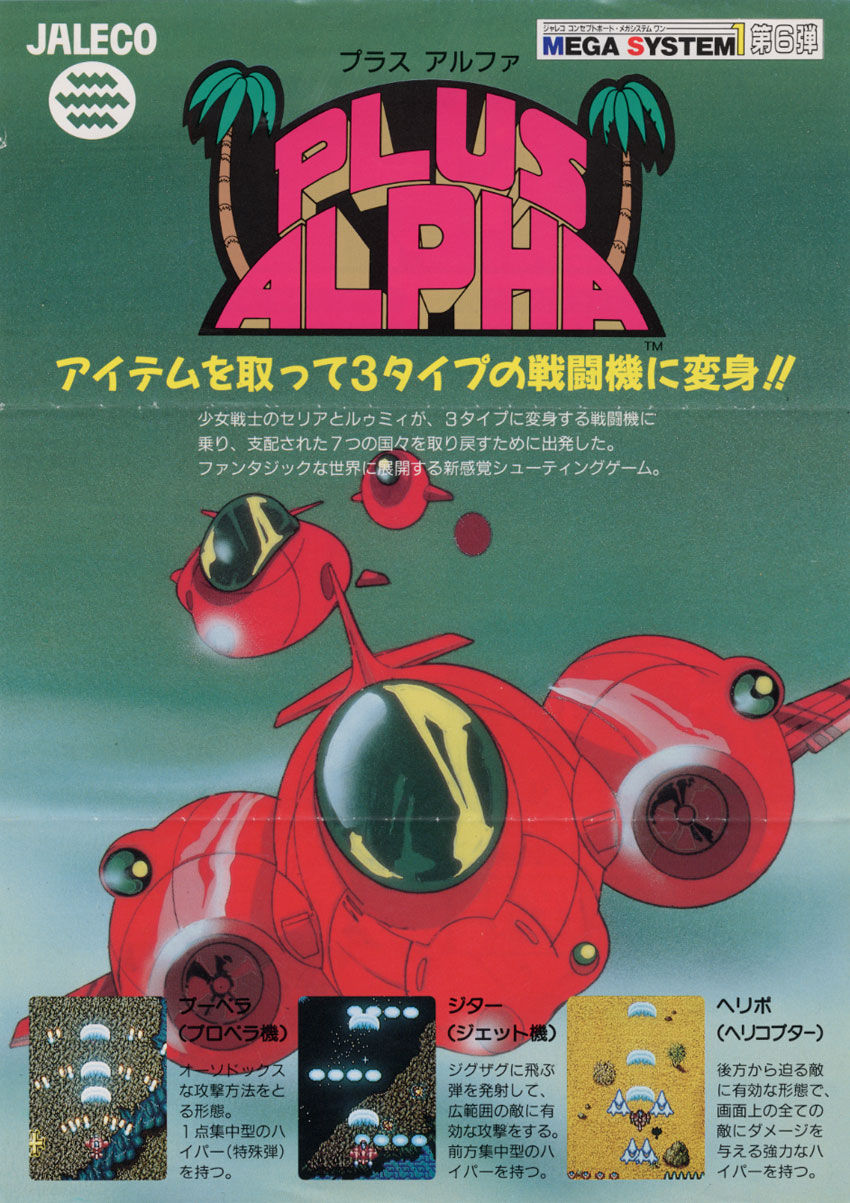 JALECO
ジャレコ コンセプトボード・メガシステム ワン
MEGA SYSTEM1 第6弾
プラス アルファ
PLUS
ALPHA
TM
アイテムを取って3タイプの戦闘機に変身!!
少女戦士のセリアとルゥミィが、3タイプに変身する戦闘機に
乗り、支配された7つの国々を取り戻すために出発した。
ファンタジックな世界に展開する新感覚シューティングゲーム。
プーペラ
(プロペラ機)
オーソドックス
な攻撃方法をと
る形態。
1点集中型のハ
イパー(特殊弾)
を持つ。
ジター
(ジェット機)
ジグザグに飛ぶ
弾を発射して、
広範囲の敵に有
効な攻撃をする。
前方集中型のハ
イパーを持つ。
ヘリポ
(ヘリコプター)
後方から迫る敵
に有効な形態で、
画面上の全ての
敵にダメージを
与える強力なハ
イパーを持つ。